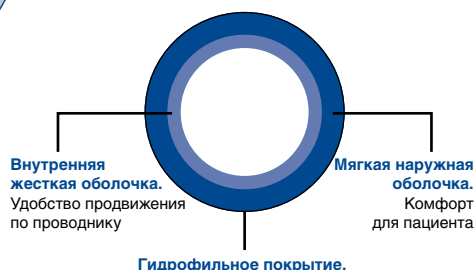 Внутренняя
жесткая оболочка.
Удобство продвижения
по проводнику
Мягкая наружная
оболочка.
Комфорт
для пациента
Гидрофильное покрытие.